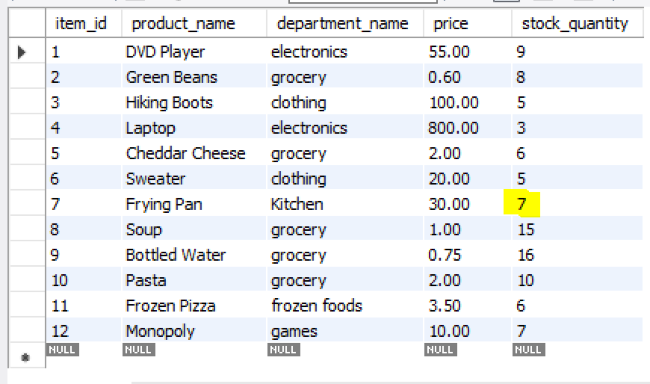 item_id product_name department_name price stock_quantity
1 DVD Player electronics 55.00 9
2 Green Beans grocery 0.60 8
3 Hiking Boots clothing 100.00 5
4 Laptop electronics 800.00 3
5 Cheddar Cheese grocery 2.00 6
6 Sweater clothing 20.00 5
7 Frying Pan Kitchen 30.00 7
8 Soup grocery 1.00 15
9 Bottled Water grocery 0.75 16
10 Pasta grocery 2.00 10
11 Frozen Pizza frozen foods 3.50 6
12 Monopoly games 10.00 7
NULL NULL NULL NULL NULL